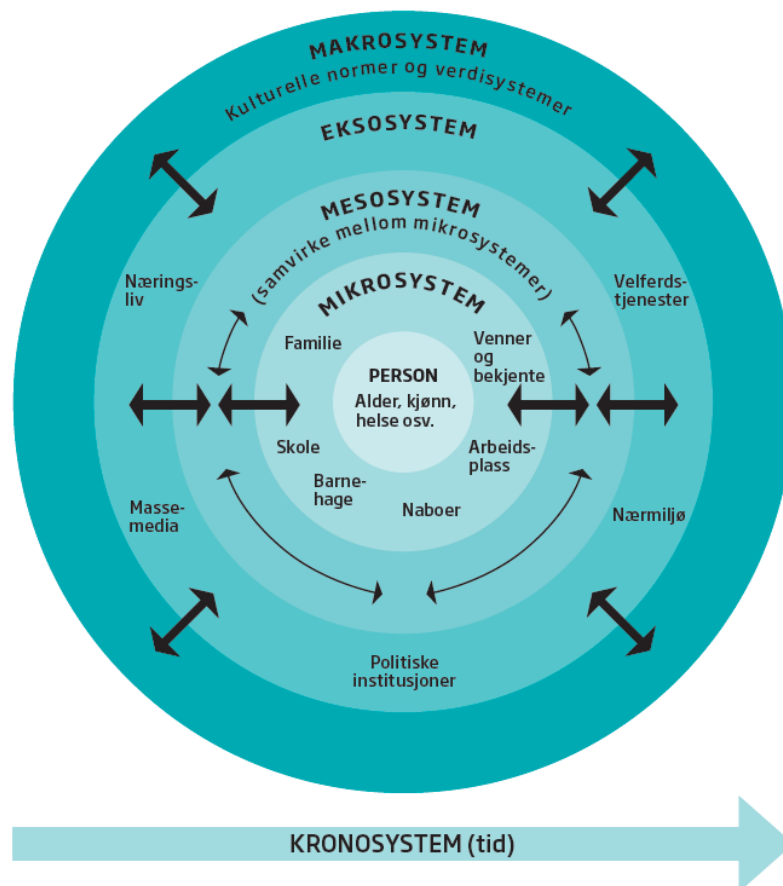 MAKROSYSTEM
Kulturelle normer og verdisystemer
EKSOSYSTEM
MESOSYSTEM
(samvirke mellom mikrosystemer)
MIKROSYSTEM
Nærings-
liv
Velferds-
tjenester
Familie
Venner
og
bekjente
PERSON
Alder, kjønn,
helse osv.
Skole
Arbeids-
plass
Barne-
hage
Naboer
Masse-
media
Nærmiljø
Politiske
institusjoner
KRONOSYSTEM (tid)